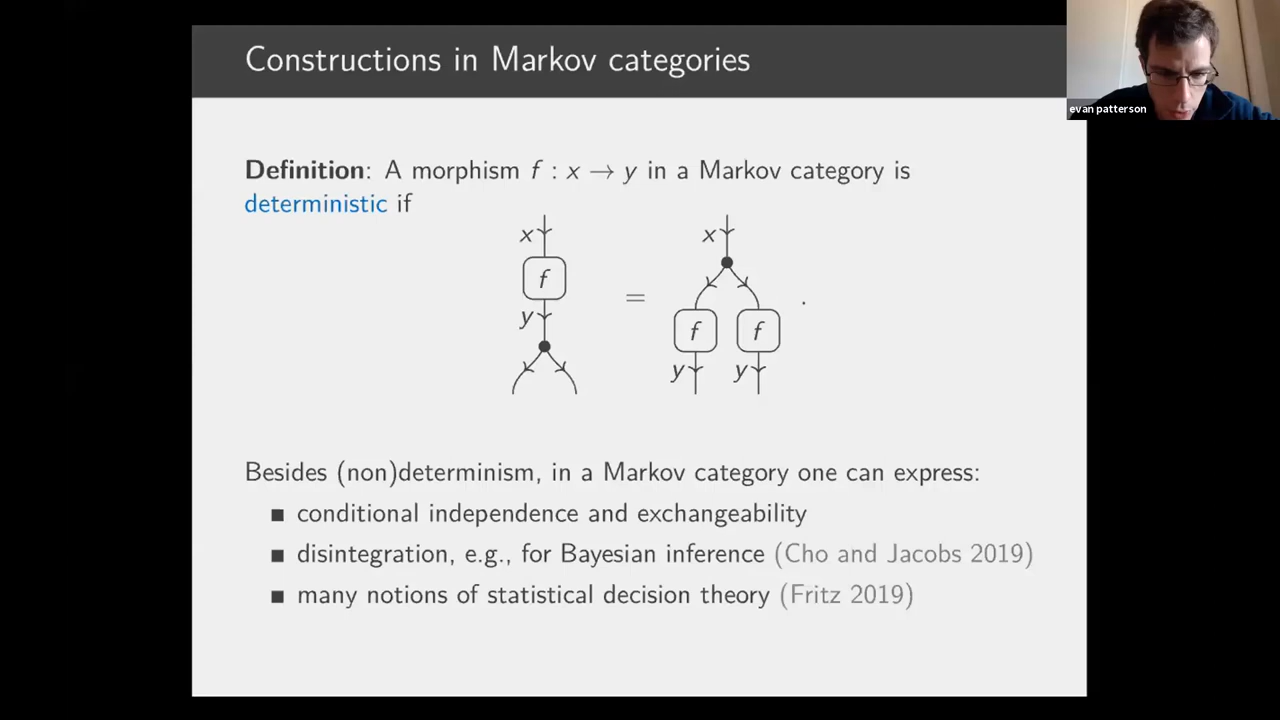 Constructions in Markov categories
evan patterson
Definition: A morphism f : x → y in a Markov category is
deterministic if
x x
f
y = .
f f
y y
Besides (non)determinism, in a Markov category one can express:
■ conditional independence and exchangeability
■ disintegration, e.g., for Bayesian inference (Cho and Jacobs 2019)
■ many notions of statistical decision theory (Fritz 2019)